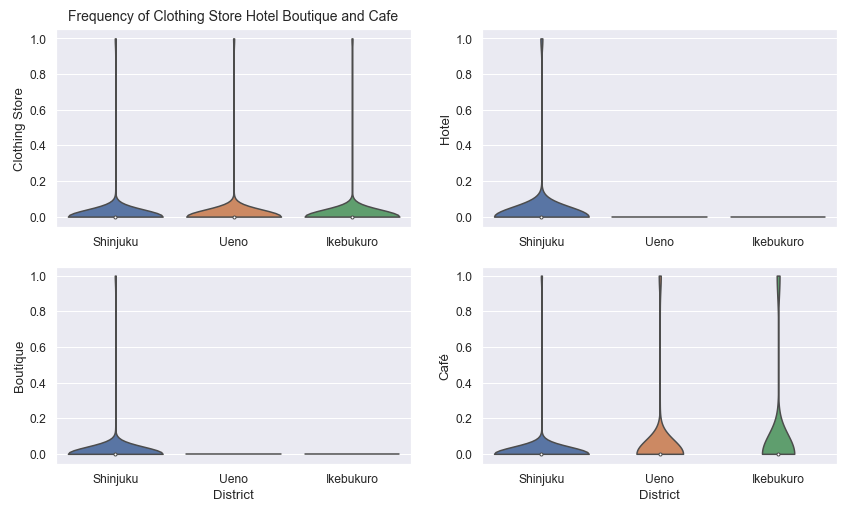 Frequency of Clothing Store Hotel Boutique and Cafe
Clothing Store
1.0
0.8
0.6
0.4
0.2
0.0
Shinjuku Ueno Ikebukuro
Hotel
1.0
0.8
0.6
0.4
0.2
0.0
Shinjuku Ueno Ikebukuro
Boutique
1.0
0.8
0.6
0.4
0.2
0.0
Shinjuku Ueno Ikebukuro
District
Café
1.0
0.8
0.6
0.4
0.2
0.0
Shinjuku Ueno Ikebukuro
District